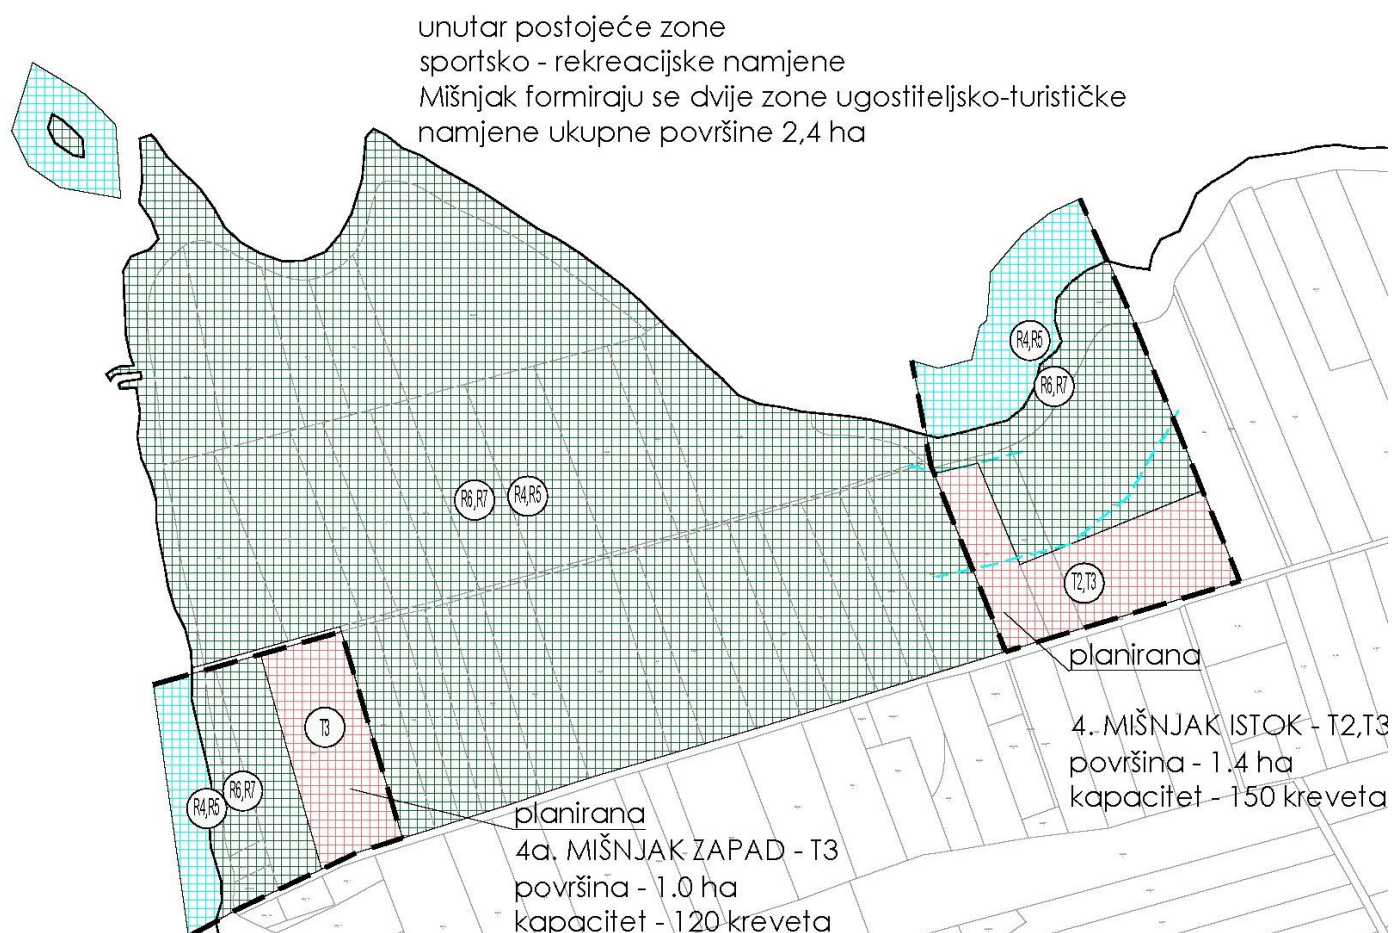 unutar postojeće zone
sportsko - rekreacijske namjene
Mišnjak formiraju se dvije zone ugostiteljsko-turističke
namjene ukupne površine 2,4 ha
R4,R5
R6,R7
R6,R7
R4,R5
T2,T3
planirana
4. MIŠNJAK ISTOK - T2,T3
površina - 1.4 ha
kapacitet - 150 kreveta
T3
R6,R7
R4,R5
planirana
4a. MIŠNJAK ZAPAD - T3
površina - 1.0 ha
kapacitet - 120 kreveta